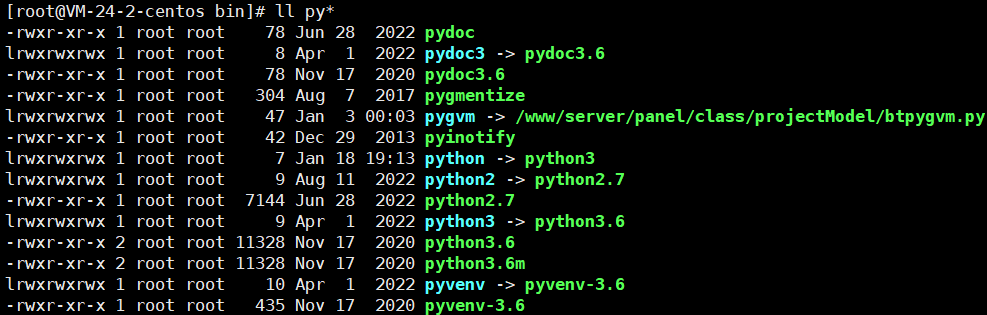 [root@VM-24-2-centos bin]# ll py*
-rwxr-xr-x 1 root root    78 Jun 28  2022 pydoc
lrwxrwxrwx 1 root root     8 Apr  1  2022 pydoc3 -> pydoc3.6
-rwxr-xr-x 1 root root    78 Nov 17  2020 pydoc3.6
-rwxr-xr-x 1 root root   304 Aug  7  2017 pygmentize
lrwxrwxrwx 1 root root    47 Jan  3 00:03 pygvm -> /www/server/panel/class/projectModel/btpygvm.py
-rwxr-xr-x 1 root root    42 Dec 29  2013 pyinotify
lrwxrwxrwx 1 root root     7 Jan 18 19:13 python -> python3
lrwxrwxrwx 1 root root     9 Aug 11  2022 python2 -> python2.7
-rwxr-xr-x 1 root root  7144 Jun 28  2022 python2.7
lrwxrwxrwx 1 root root     9 Apr  1  2022 python3 -> python3.6
-rwxr-xr-x 2 root root 11328 Nov 17  2020 python3.6
-rwxr-xr-x 2 root root 11328 Nov 17  2020 python3.6m
lrwxrwxrwx 1 root root    10 Apr  1  2022 pyvenv -> pyvenv-3.6
-rwxr-xr-x 1 root root   435 Nov 17  2020 pyvenv-3.6